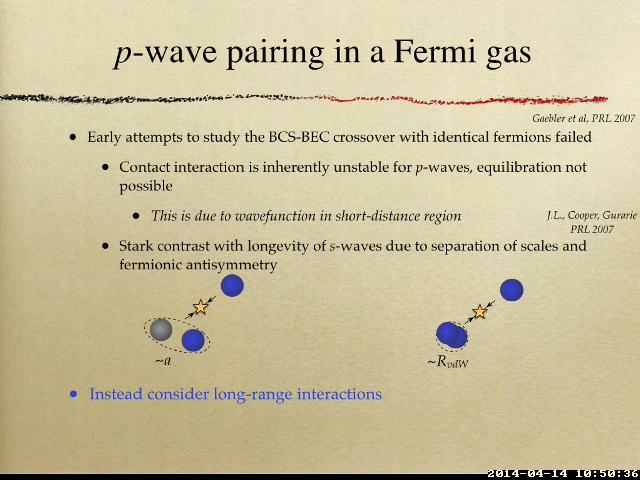 p-wave pairing in a Fermi gas
Gaebler et al, PRL 2007
• Early attempts to study the BCS-BEC crossover with identical fermions failed
• Contact interaction is inherently unstable for p-waves, equilibration not
possible
• This is due to wavefunction in short-distance region
J.L., Cooper, Gurarie
PRL 2007
• Stark contrast with longevity of s-waves due to separation of scales and
fermionic antisymmetry
~a
~RvdW
• Instead consider long-range interactions
2014-04-14 10:50:36